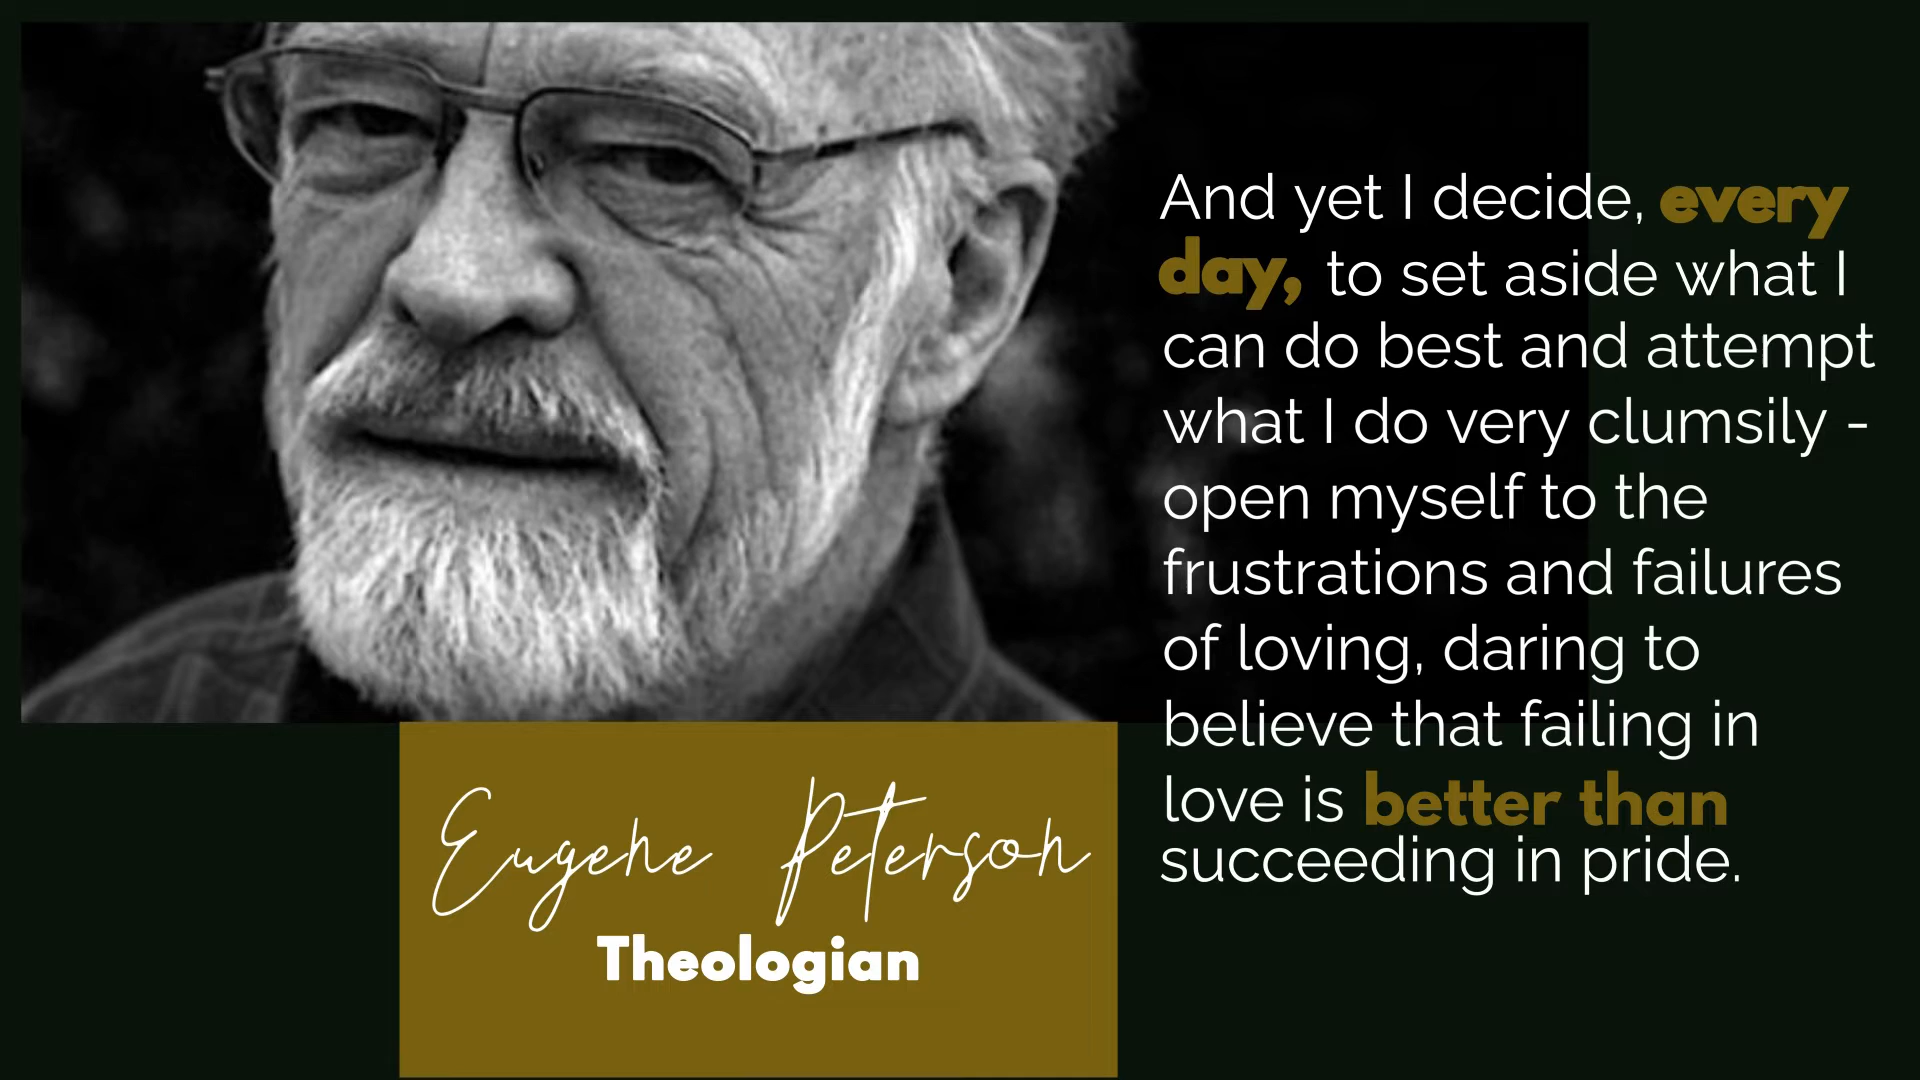 And yet I decide, every
day, to set aside what I
can do best and attempt
what I do very clumsily -
open myself to the
frustrations and failures
of loving, daring to
believe that failing in
love is better than
succeeding in pride.
Eugene Peterson
Theologian